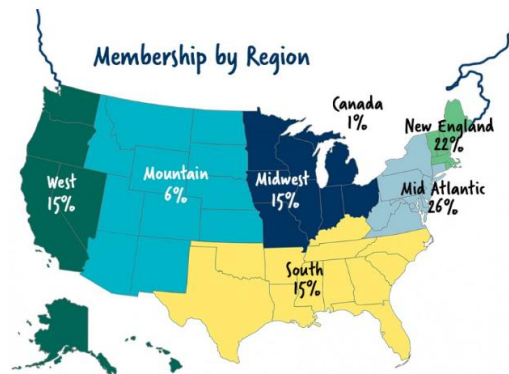 Membership by Region
Canada
1%
New England
22%
West
15%
Mountain
6%
Midwest
15%
Mid Atlantic
26%
South
15%